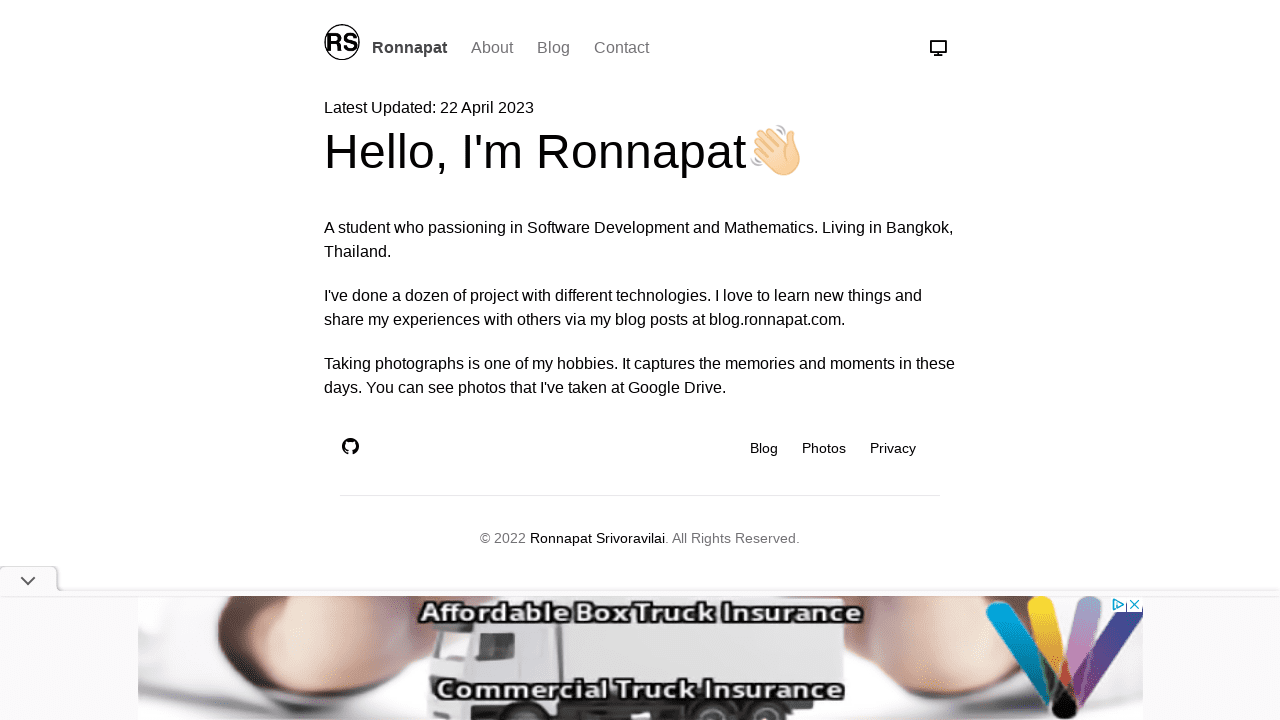 RS
Ronnapat About Blog Contact
Latest Updated: 22 April 2023
Hello, I'm Ronnapat👋🏻
A student who passioning in Software Development and Mathematics. Living in Bangkok,
Thailand.
I've done a dozen of project with different technologies. I love to learn new things and
share my experiences with others via my blog posts at blog.ronnapat.com.
Taking photographs is one of my hobbies. It captures the memories and moments in these
days. You can see photos that I've taken at Google Drive.
Blog Photos Privacy
© 2022 Ronnapat Srivoravilai. All Rights Reserved.
Affordable Box Truck Insurance
Commercial Truck Insurance